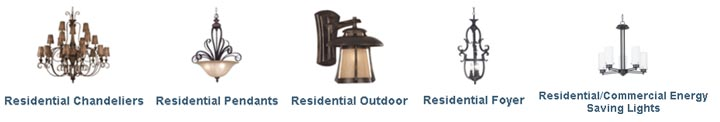 Residential Chandeliers
Residential Pendants
Residential Outdoor
Residential Foyer
Residential/Commercial Energy
Saving Lights